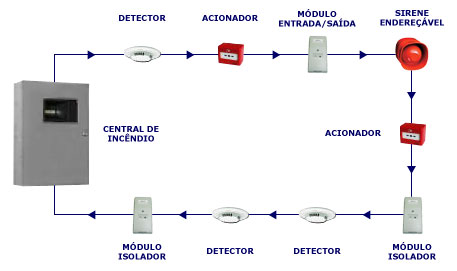 DETECTOR
ACIONADOR
MÓDULO
ENTRADA/SAÍDA
SIRENE
ENDEREÇÁVEL
CENTRAL DE
INCÊNDIO
ACIONADOR
MÓDULO
ISOLADOR
DETECTOR
DETECTOR
MÓDULO
ISOLADOR